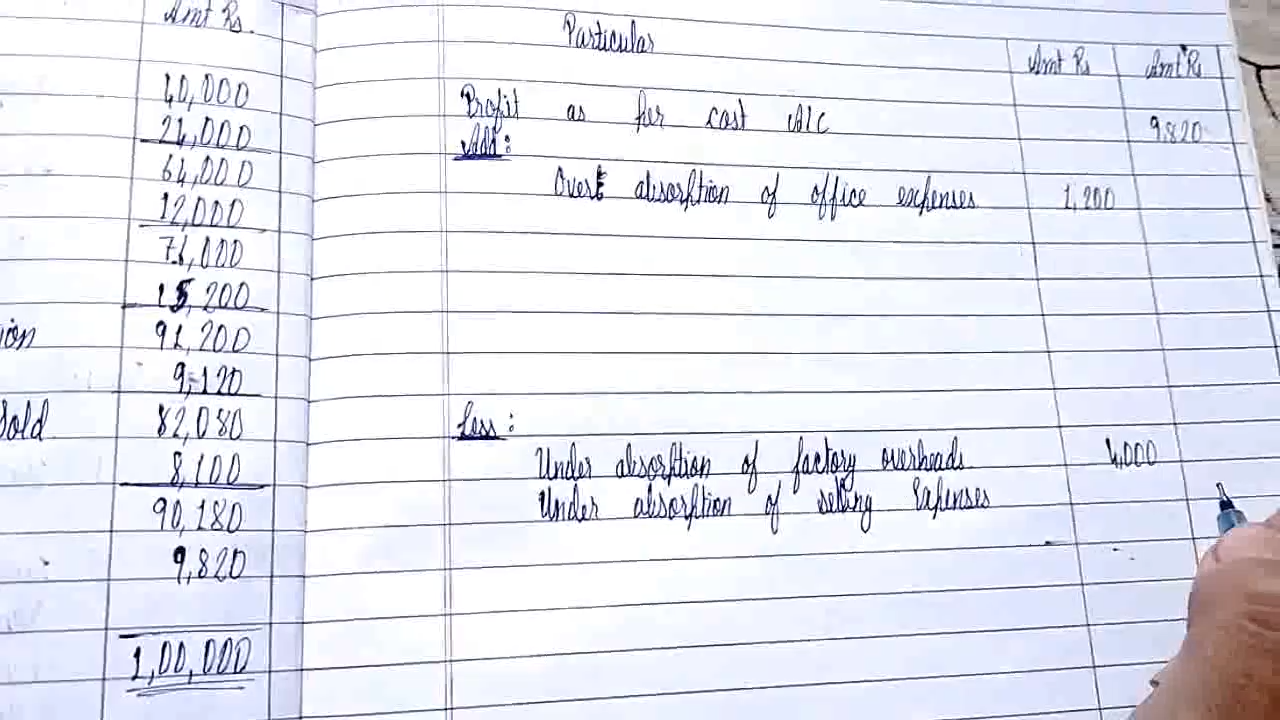 Amt Rs.
40,000
24,000
64,000
12,000
76,000
15,200
91,200
9,120
sold 82,080
8,100
90,180
9,820
1,00,000
Particular Amt Rs Amt Rs
Profit as per cost A/c 9,820
Add:
Over absorption of office expenses 1,200
Less:
Under absorption of factory overheads 4,000
Under absorption of selling Expenses